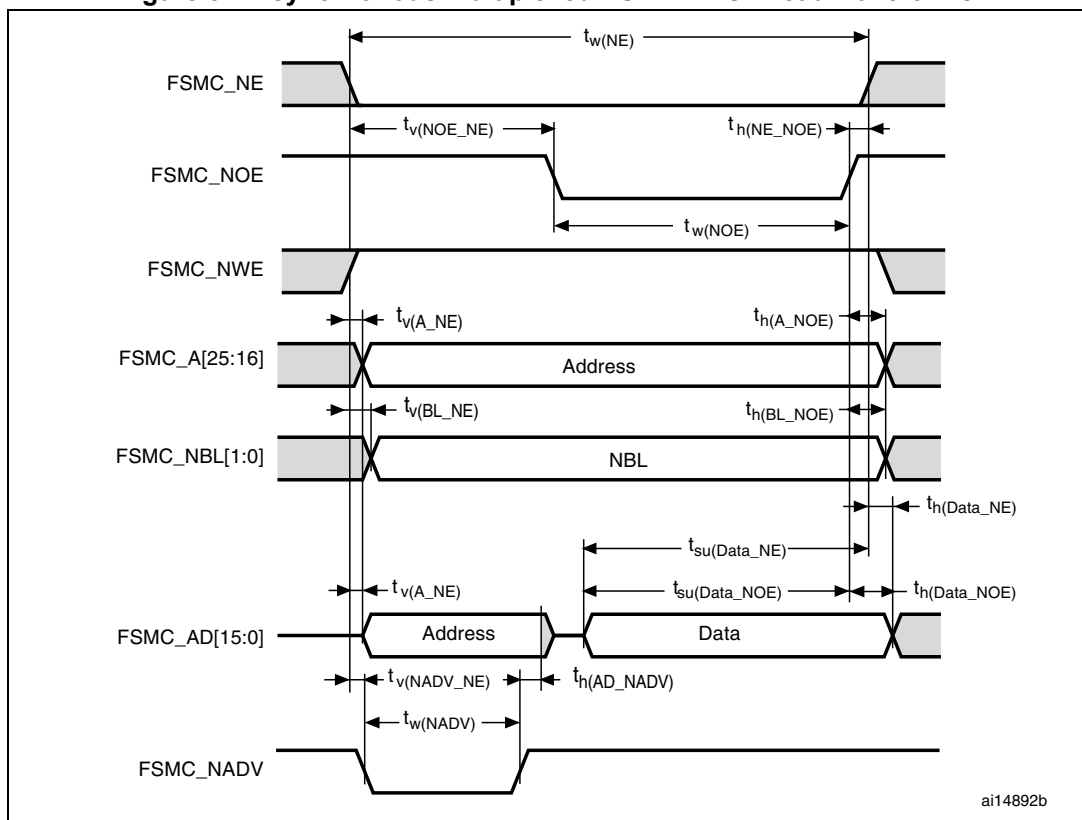 tw(NE)
FSMC_NE
tv(NOE_NE)
th(NE_NOE)
FSMC_NOE
tw(NOE)
FSMC_NWE
tv(A_NE)
th(A_NOE)
FSMC_A[25:16]
Address
tv(BL_NE)
th(BL_NOE)
FSMC_NBL[1:0]
NBL
th(Data_NE)
tsu(Data_NE)
tv(A_NE)
tsu(Data_NOE)
th(Data_NOE)
FSMC_AD[15:0]
Address
Data
tv(NADV_NE)
th(AD_NADV)
tw(NADV)
FSMC_NADV
ai14892b